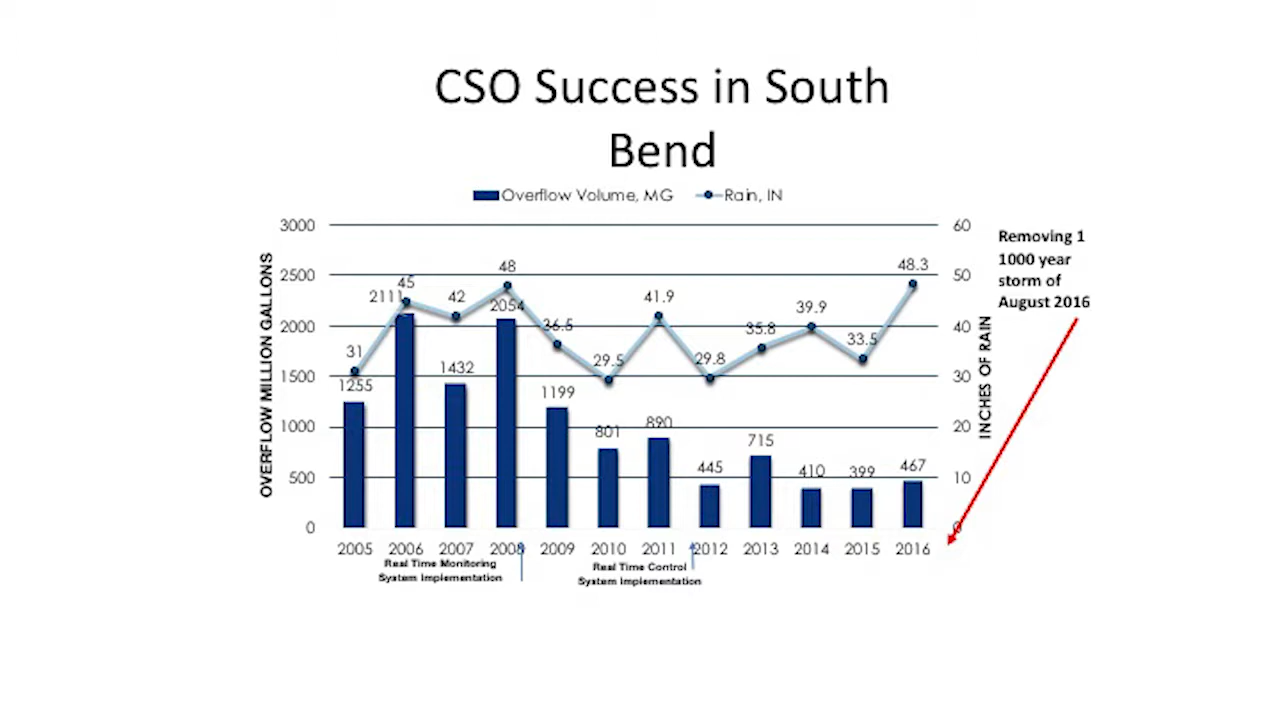 CSO Success in South
Bend
Overflow Volume, MG Rain, IN
3000
2500
2000
1500
1000
500
0
OVERFLOW MILLION GALLONS
60
50
40
30
20
10
0
INCHES OF RAIN
31
45
42
48
36.5
29.5
41.9
29.8
35.8
39.9
33.5
48.3
1255
2111
1432
2054
1199
801
890
445
715
410
399
467
2005 2006 2007 2008 2009 2010 2011 2012 2013 2014 2015 2016
Real Time Monitoring
System Implementation
Real Time Control
System Implementation
Removing 1
1000 year
storm of
August 2016